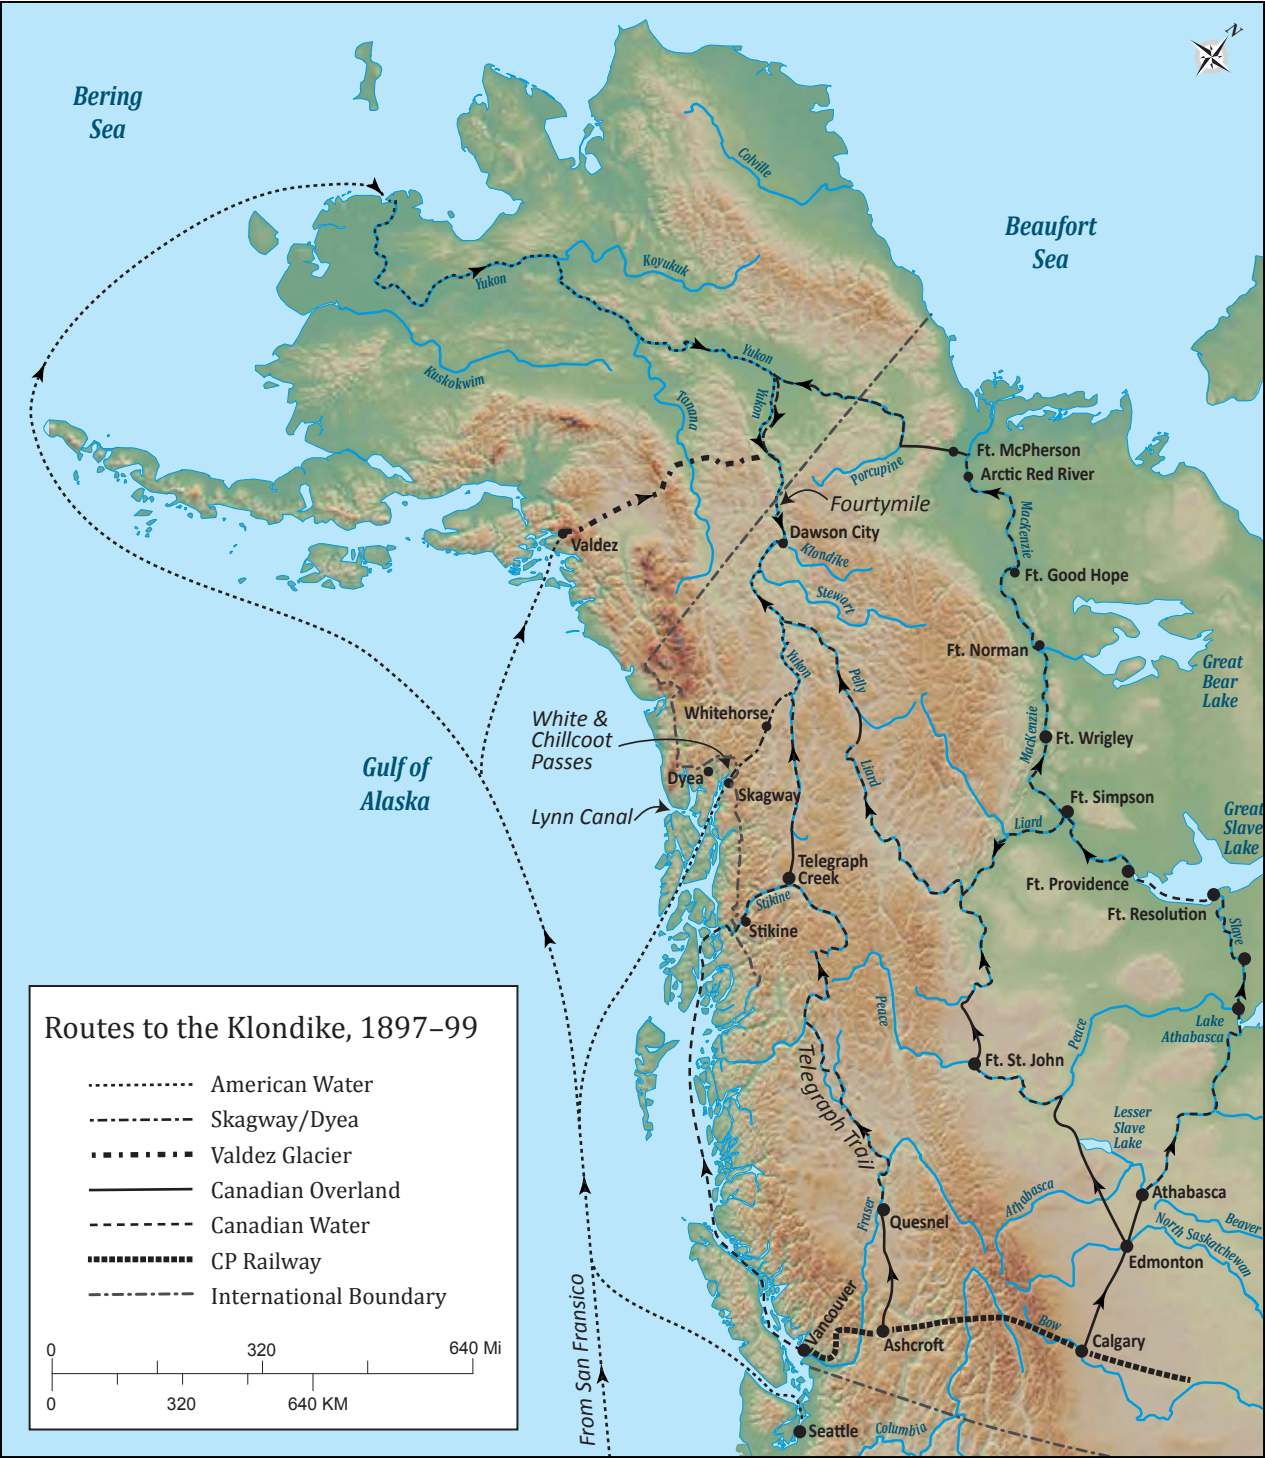 N
Bering
Sea
Colville
Beaufort
Sea
Koyukuk
Yukon
Yukon
Kuskokwim
Yukon
Tanana
Ft. McPherson
Porcupine
Arctic Red River
Fourtymile
MacKenzie
Valdez
Dawson City
Klondike
Ft. Good Hope
Stewart
Ft. Norman
Great
Bear
Lake
Yukon
Pelly
White &
Chillcoot
Passes
Whitehorse
MacKenzie
Ft. Wrigley
Gulf of
Alaska
Dyea
Skagway
Liard
Ft. Simpson
Lynn Canal
Liard
Great
Slave
Lake
Telegraph
Creek
Ft. Providence
Stikine
Ft. Resolution
Stikine
Slave
Peace
Peace
Lake
Athabasca
Ft. St. John
Telegraph Trail
Lesser
Slave
Lake
Athabasca
Athabasca
Fraser
Quesnel
Beaver
North Saskatchewan
Edmonton
Vancouver
Ashcroft
Bow
Calgary
From San Fransico
Seattle
Columbia
Routes to the Klondike, 1897–99
American Water
Skagway/Dyea
Valdez Glacier
Canadian Overland
Canadian Water
CP Railway
International Boundary
0 320 640 Mi
0 320 640 KM